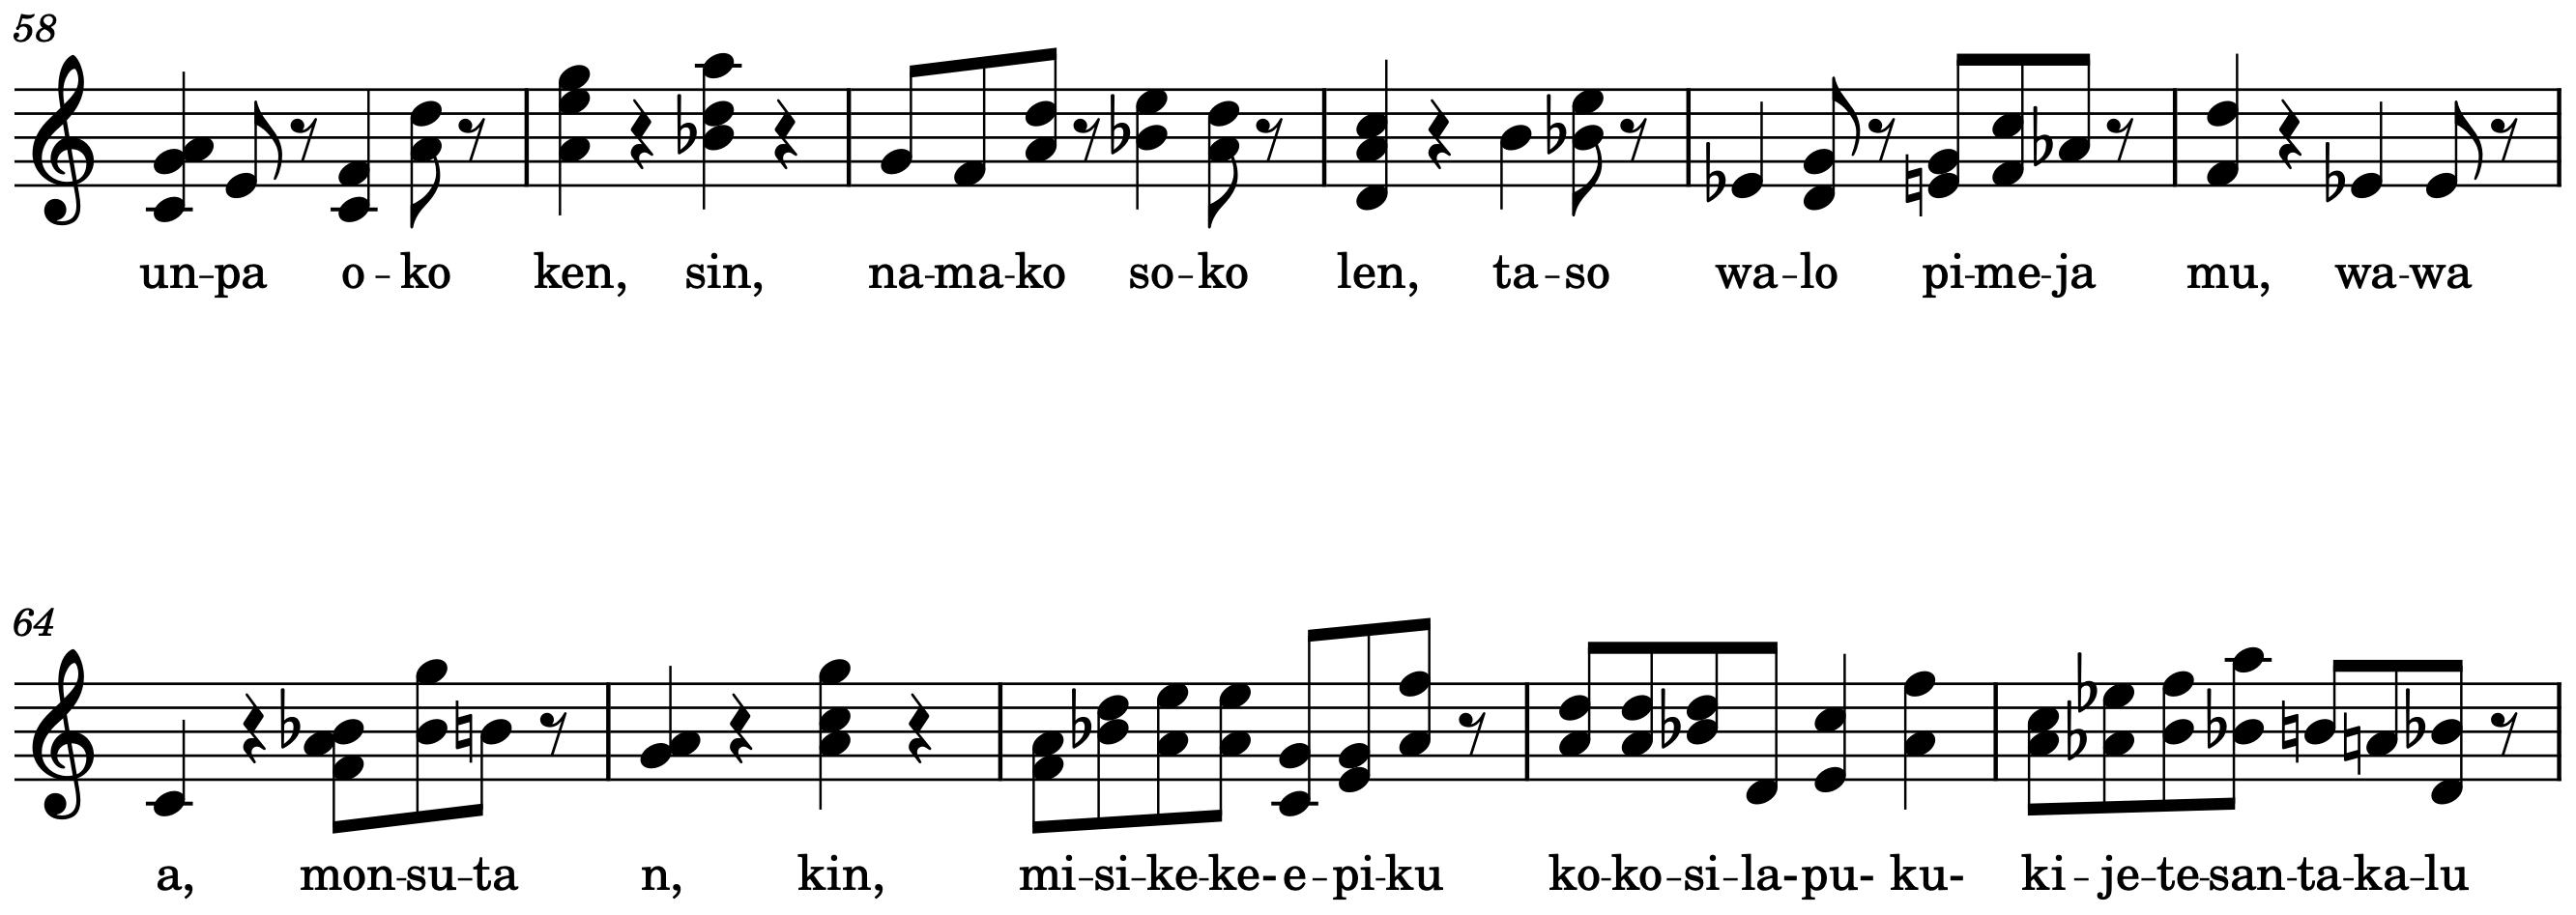 58
un-pa o-ko ken, sin, na-ma-ko so-ko len, ta-so wa-lo pi-me-ja mu, wa-wa
64
a, mon-su-ta n, kin, mi-si-ke-ke-e-pi-ku ko-ko-si-la-pu-ku- ki-je-te-san-ta-ka-lu